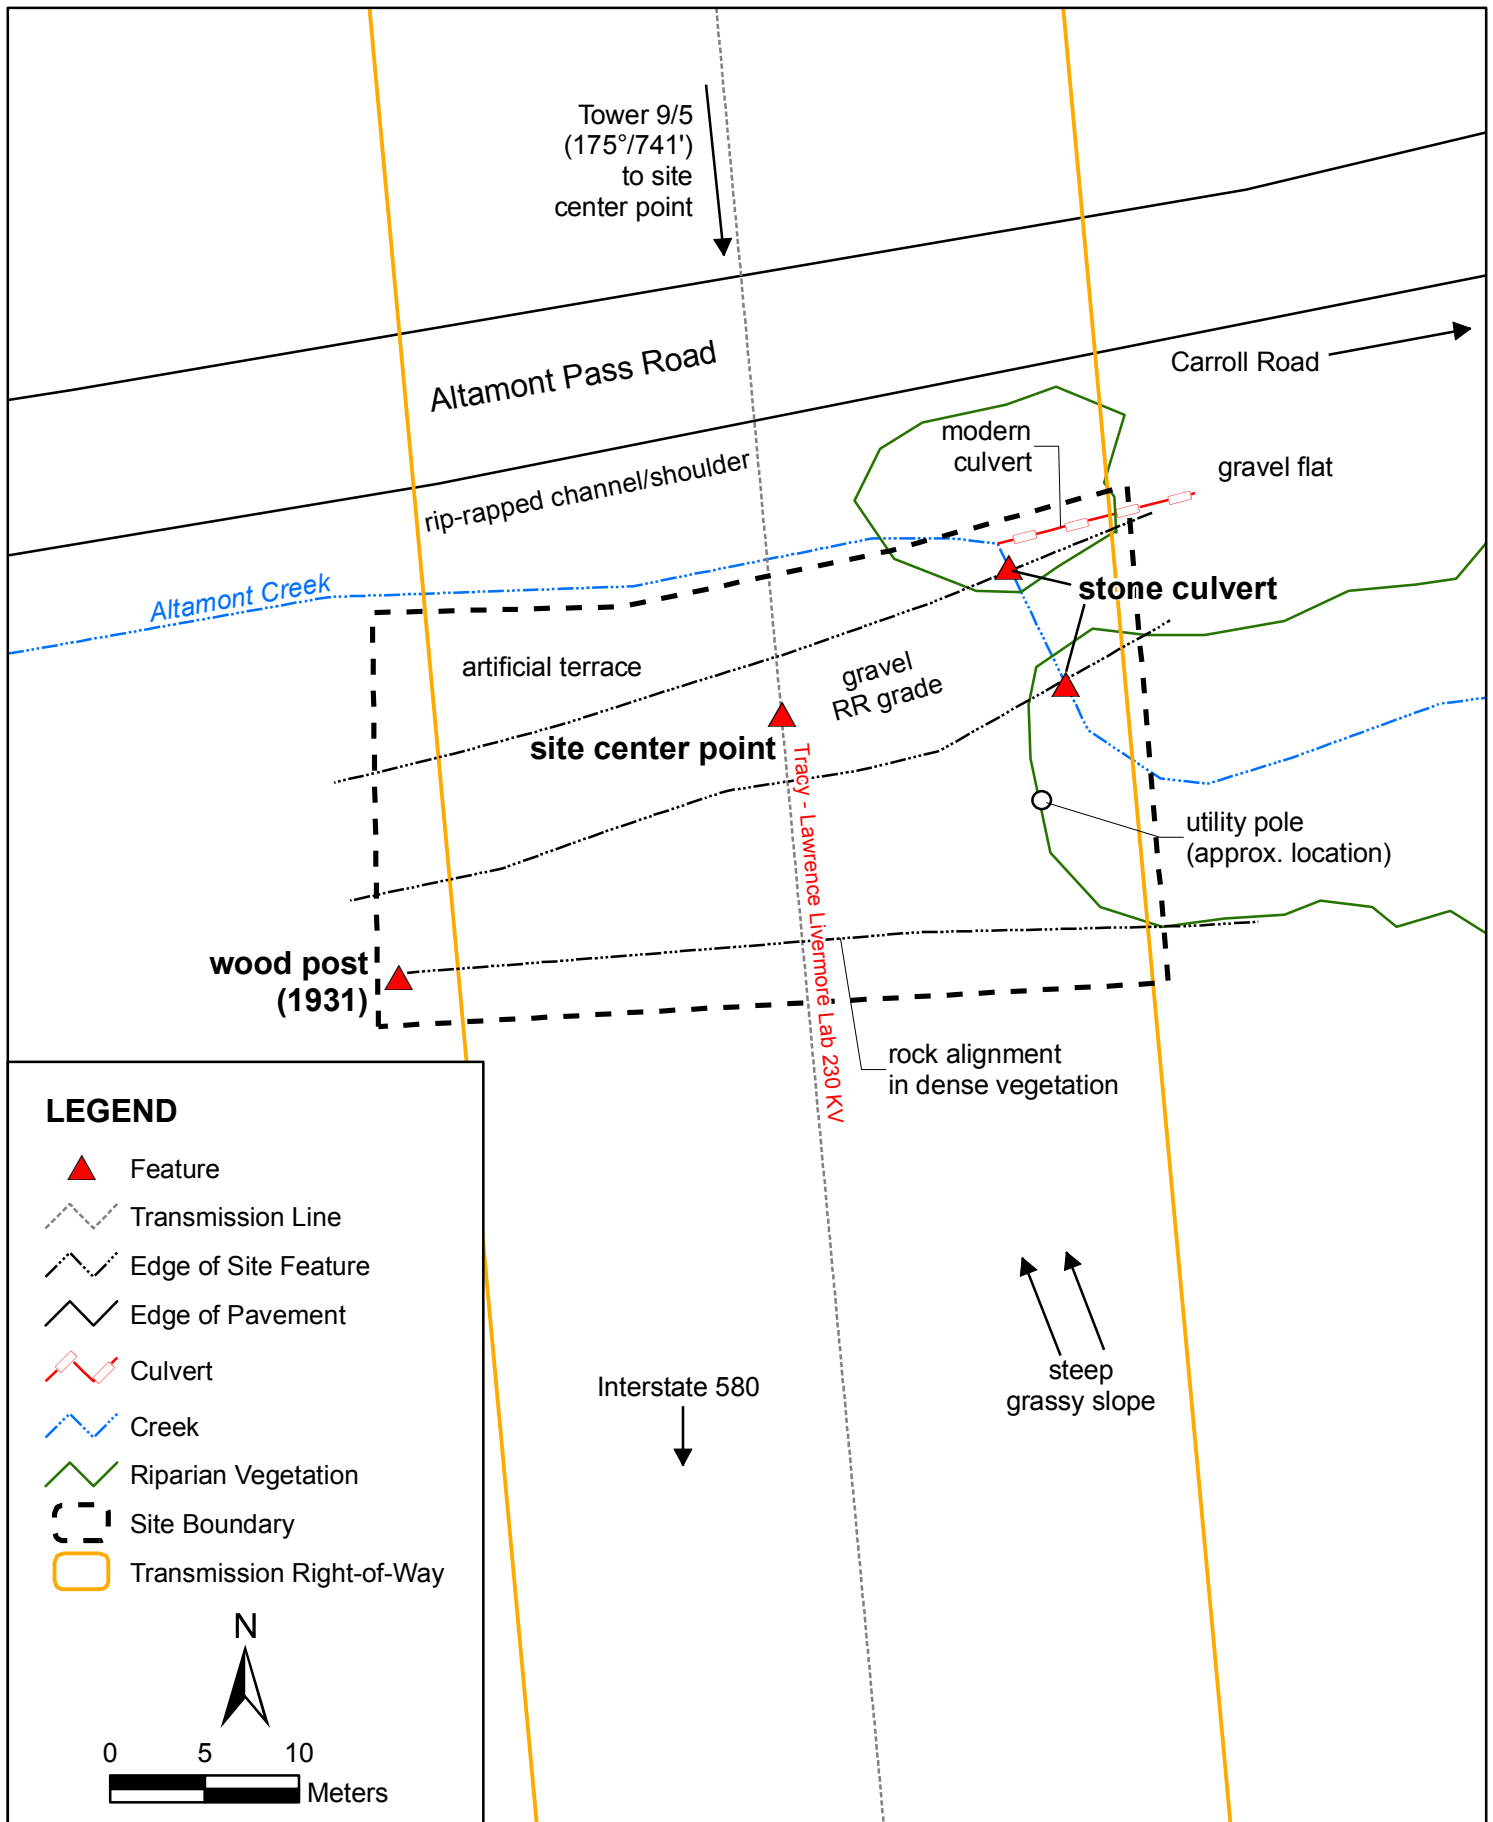 Tower 9/5
(175°/741')
to site
center point
Altamont Pass Road
Carroll Road
modern
culvert
gravel flat
rip-rapped channel/shoulder
Altamont Creek
stone culvert
artificial terrace
gravel
RR grade
site center point
Tracy - Lawrence Livermore Lab 230 KV
utility pole
(approx. location)
wood post
(1931)
rock alignment
in dense vegetation
steep
grassy slope
Interstate 580
LEGEND
Feature
Transmission Line
Edge of Site Feature
Edge of Pavement
Culvert
Creek
Riparian Vegetation
Site Boundary
Transmission Right-of-Way
N
0 5 10
Meters